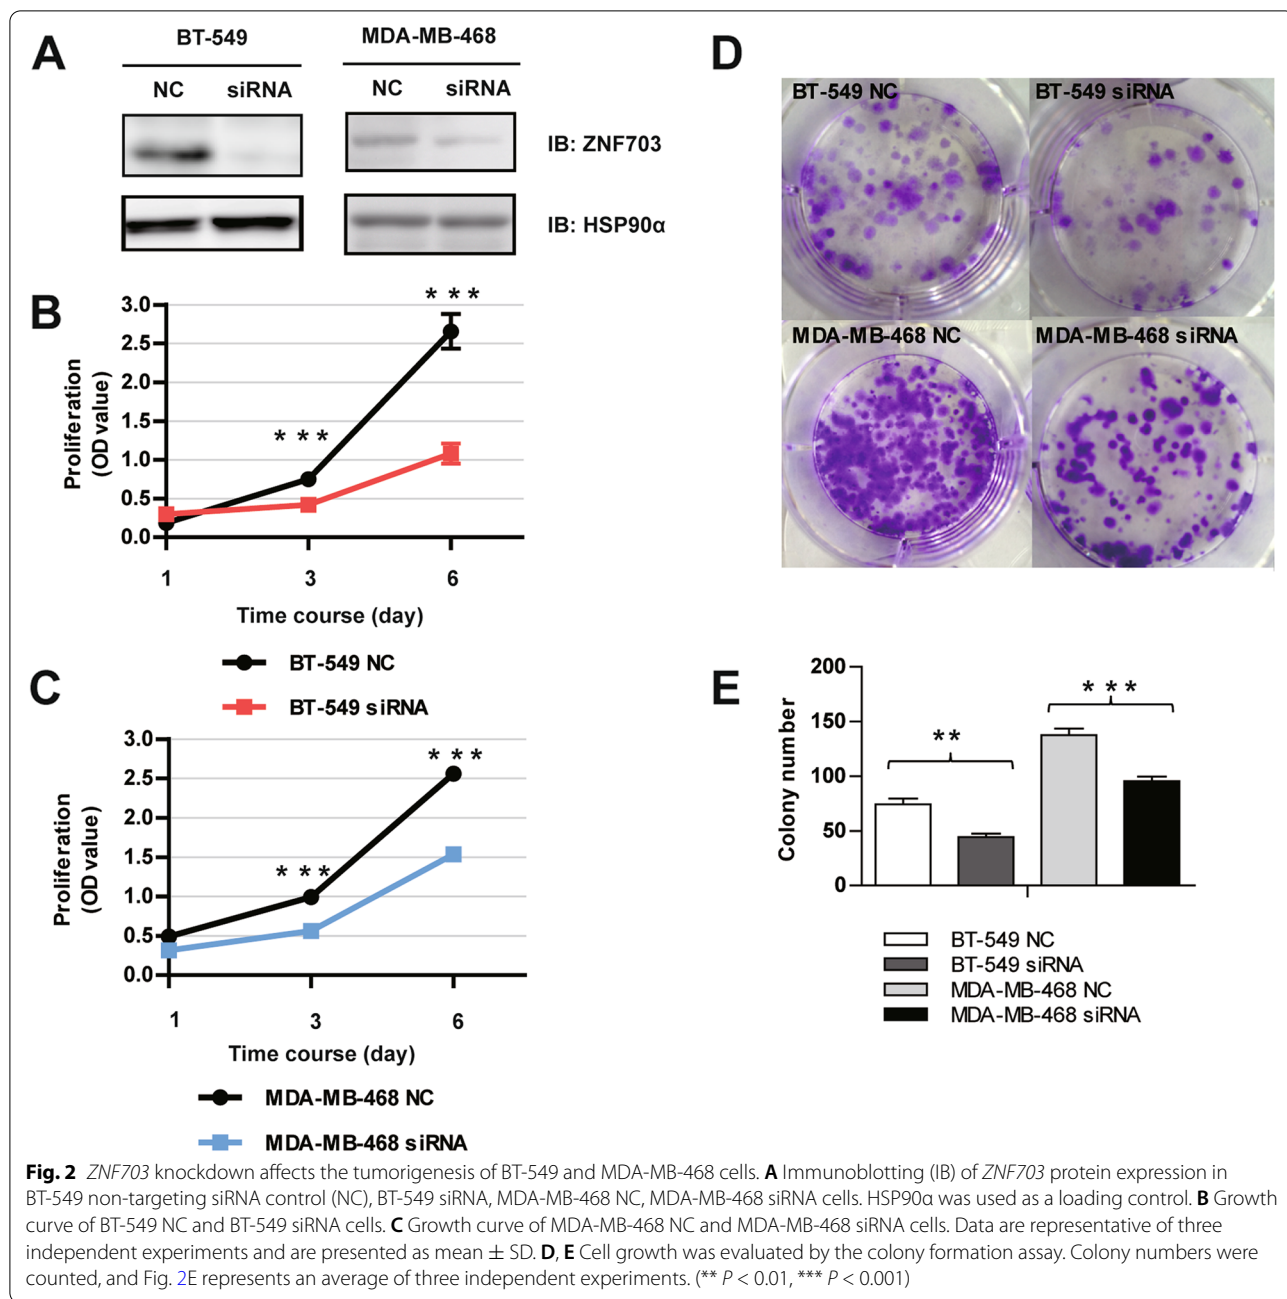 A
BT-549
MDA-MB-468
NC
siRNA
NC
siRNA
IB: ZNF703
IB: HSP90α
B
3.0
2.5
2.0
1.5
1.0
0.5
0.0
Proliferation
(OD value)
* * *
* * *
1
3
6
Time course (day)
BT-549 NC
BT-549 siRNA
C
3.0
2.5
2.0
1.5
1.0
0.5
0.0
Proliferation
(OD value)
* * *
* * *
1
3
6
Time course (day)
MDA-MB-468 NC
MDA-MB-468 siRNA
D
BT-549 NC
BT-549 siRNA
MDA-MB-468 NC
MDA-MB-468 siRNA
E
200
150
100
50
0
Colony number
**
* * *
BT-549 NC
BT-549 siRNA
MDA-MB-468 NC
MDA-MB-468 siRNA
Fig. 2 ZNF703 knockdown affects the tumorigenesis of BT-549 and MDA-MB-468 cells. A Immunoblotting (IB) of ZNF703 protein expression in
BT-549 non-targeting siRNA control (NC), BT-549 siRNA, MDA-MB-468 NC, MDA-MB-468 siRNA cells. HSP90α was used as a loading control. B Growth
curve of BT-549 NC and BT-549 siRNA cells. C Growth curve of MDA-MB-468 NC and MDA-MB-468 siRNA cells. Data are representative of three
independent experiments and are presented as mean ± SD. D, E Cell growth was evaluated by the colony formation assay. Colony numbers were
counted, and Fig. 2E represents an average of three independent experiments. (** P < 0.01, *** P < 0.001)